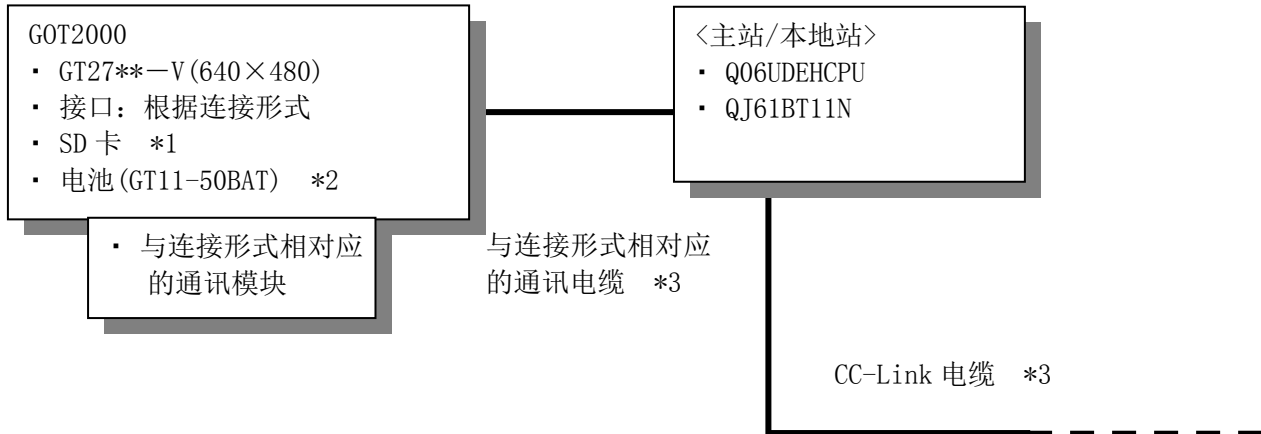 GOT2000
· GT27**－V(640×480)
· 接口：根据连接形式
· SD 卡 *1
· 电池(GT11-50BAT) *2
· 与连接形式相对应
的通讯模块
与连接形式相对应
的通讯电缆 *3
<主站/本地站>
· Q06UDEHCPU
· QJ61BT11N
CC-Link 电缆 *3